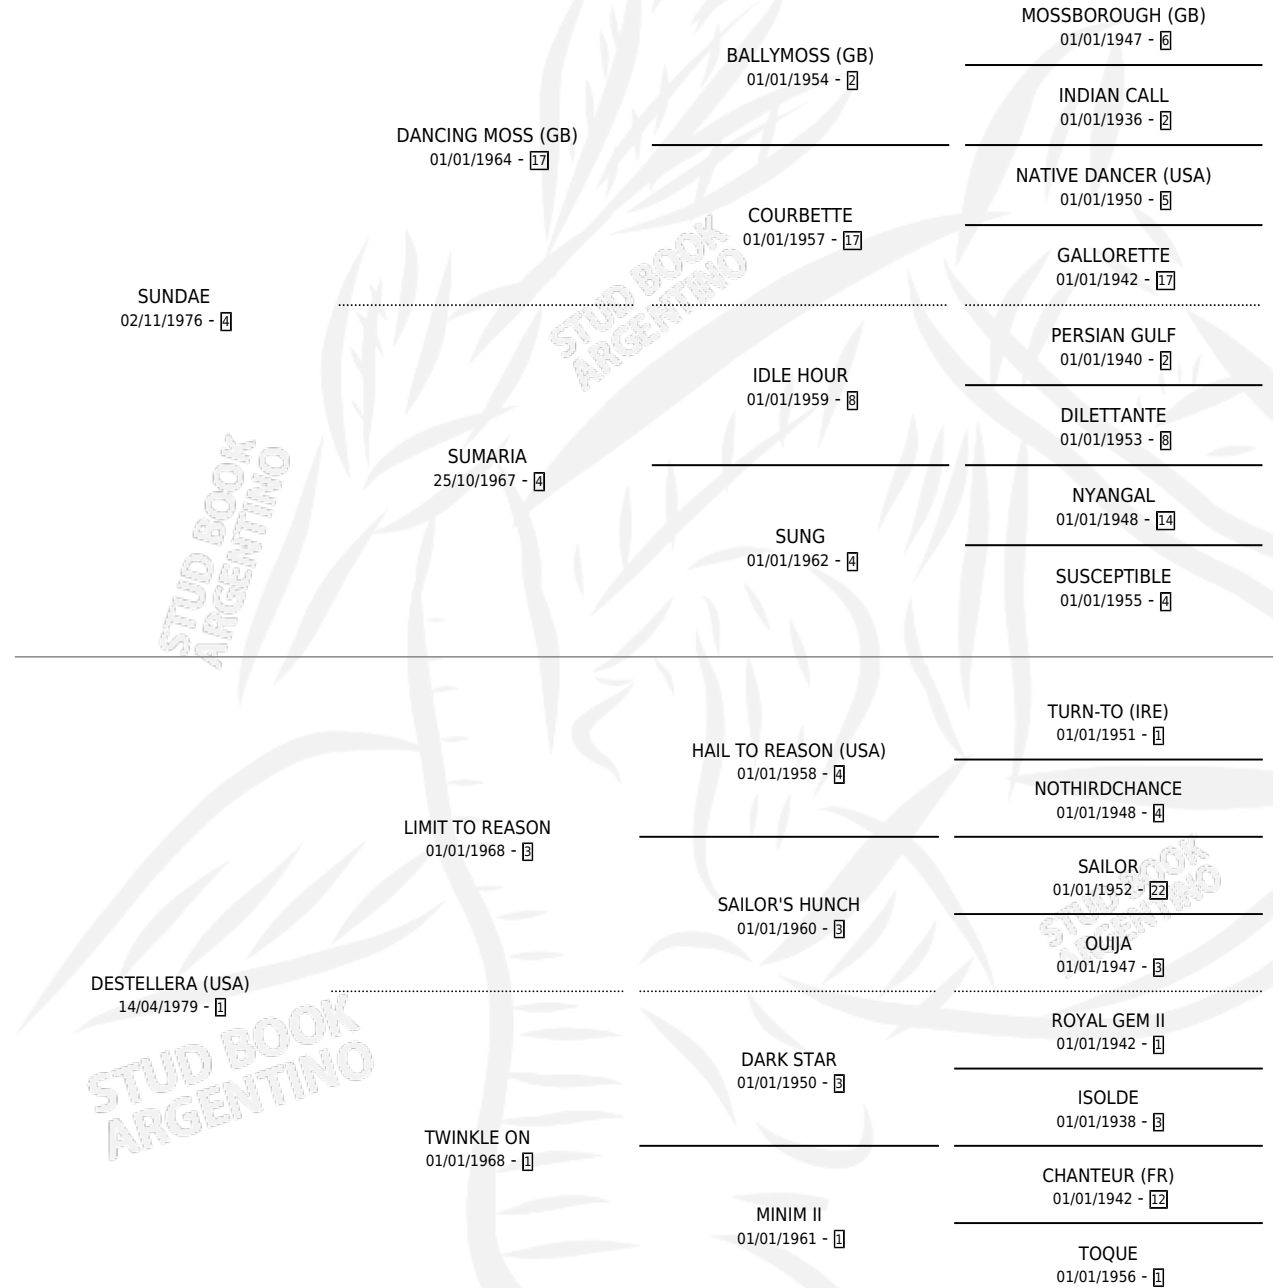 MOSSBOROUGH (GB)
01/01/1947 - 6
BALLYMOSS (GB)
01/01/1954 - 2
INDIAN CALL
01/01/1936 - 2
DANCING MOSS (GB)
01/01/1964 - 17
NATIVE DANCER (USA)
01/01/1950 - 5
COURBETTE
01/01/1957 - 17
GALLORETTE
01/01/1942 - 17
SUNDAE
02/11/1976 - 4
PERSIAN GULF
01/01/1940 - 2
IDLE HOUR
01/01/1959 - 8
DILETTANTE
01/01/1953 - 8
SUMARIA
25/10/1967 - 4
NYANGAL
01/01/1948 - 14
SUNG
01/01/1962 - 4
SUSCEPTIBLE
01/01/1955 - 4
TURN-TO (IRE)
01/01/1951 - 1
HAIL TO REASON (USA)
01/01/1958 - 4
NOTHIRDCHANCE
01/01/1948 - 4
LIMIT TO REASON
01/01/1968 - 3
SAILOR
01/01/1952 - 22
SAILOR'S HUNCH
01/01/1960 - 3
OUIJA
01/01/1947 - 3
DESTELLERA (USA)
14/04/1979 - 1
ROYAL GEM II
01/01/1942 - 1
DARK STAR
01/01/1950 - 3
ISOLDE
01/01/1938 - 3
TWINKLE ON
01/01/1968 - 1
CHANTEUR (FR)
01/01/1942 - 12
MINIM II
01/01/1961 - 1
TOQUE
01/01/1956 - 1
STUD BOOK
ARGENTINO
STUD BOOK
ARGENTINO
STUD BOOK
ARGENTINO
STUD BOOK
ARGENTINO